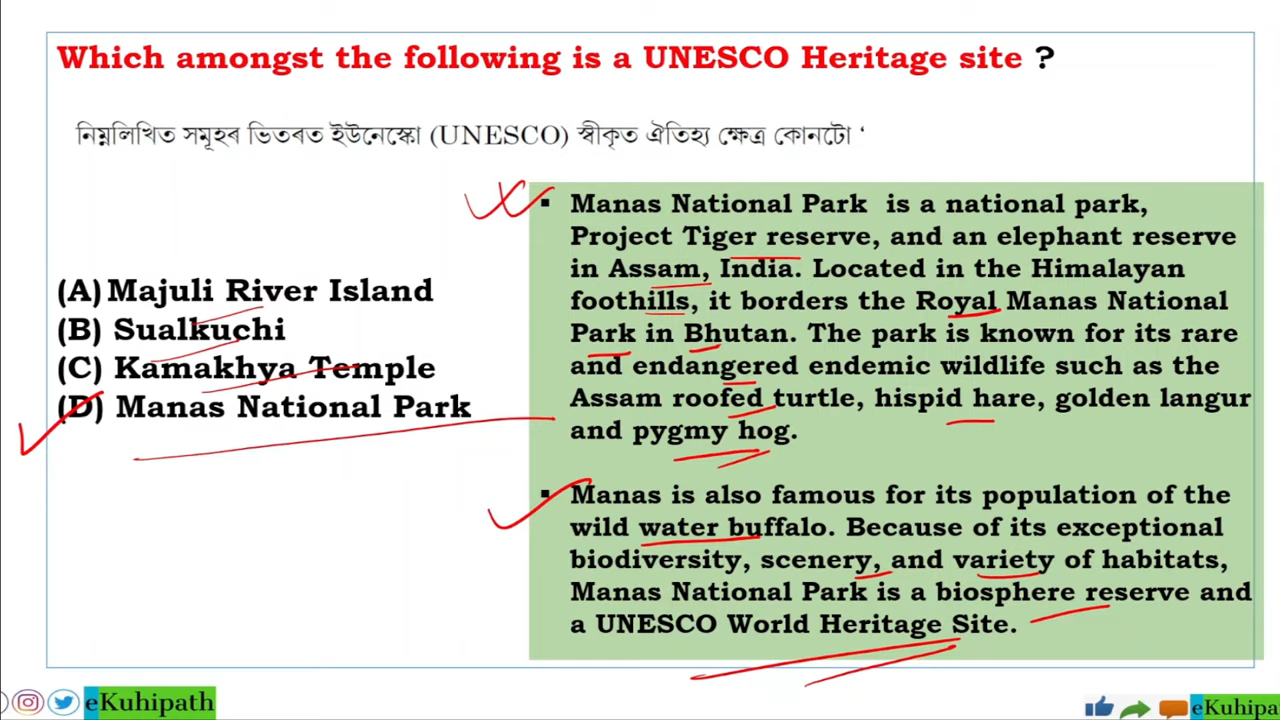 Which amongst the following is a UNESCO Heritage site ?
নিম্নলিখিত সমূহৰ ভিতৰত ইউনেস্কো (UNESCO) স্বীকৃত ঐতিহ্য ক্ষেত্ৰ কোনটো ‘
(A) Majuli River Island
(B) Sualkuchi
(C) Kamakhya Temple
(D) Manas National Park
▪ Manas National Park is a national park,
Project Tiger reserve, and an elephant reserve
in Assam, India. Located in the Himalayan
foothills, it borders the Royal Manas National
Park in Bhutan. The park is known for its rare
and endangered endemic wildlife such as the
Assam roofed turtle, hispid hare, golden langur
and pygmy hog.
▪ Manas is also famous for its population of the
wild water buffalo. Because of its exceptional
biodiversity, scenery, and variety of habitats,
Manas National Park is a biosphere reserve and
a UNESCO World Heritage Site.
eKuhipath
eKuhipa